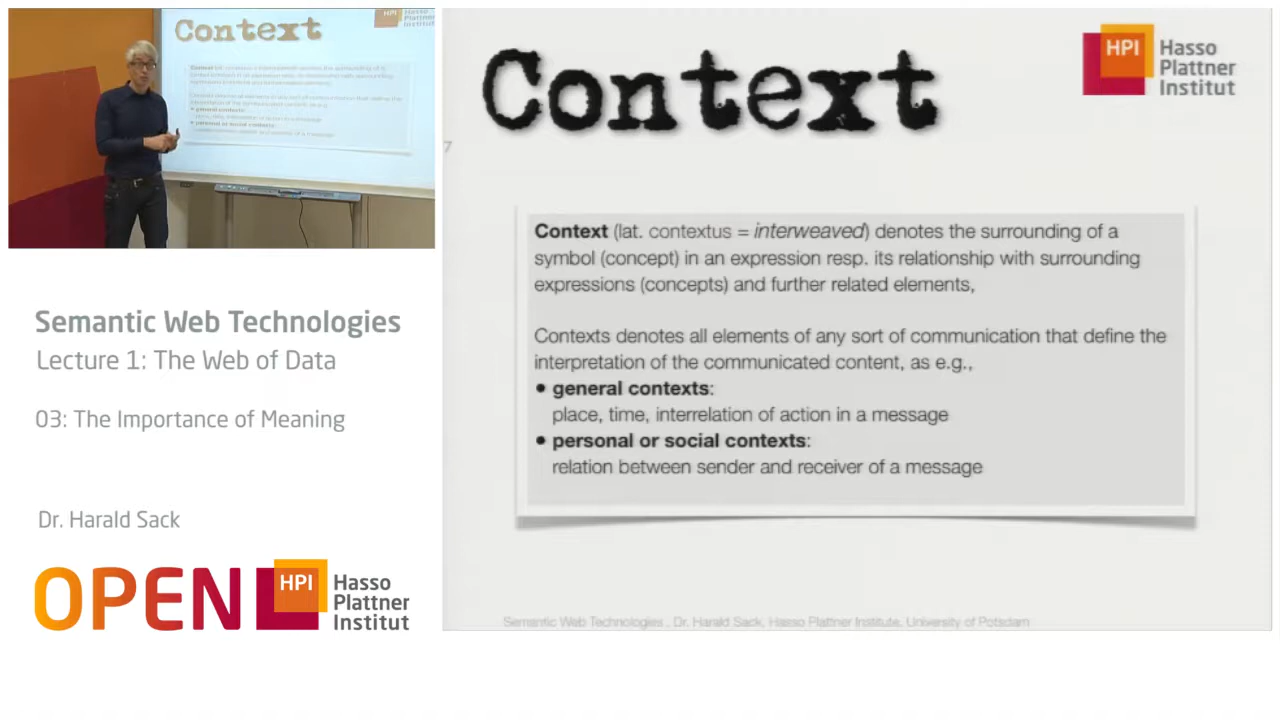 Context
HPI
Hasso
Plattner
Institut
7
Context (lat. contextus = interweaved) denotes the surrounding of a
symbol (concept) in an expression resp. its relationship with surrounding
expressions (concepts) and further related elements,
Contexts denotes all elements of any sort of communication that define the
interpretation of the communicated content, as e.g.,
• general contexts:
place, time, interrelation of action in a message
• personal or social contexts:
relation between sender and receiver of a message
Semantic Web Technologies , Dr. Harald Sack, Hasso Plattner Institute, University of Potsdam
Context
HPI
Semantic Web Technologies
Lecture 1: The Web of Data
03: The Importance of Meaning
Dr. Harald Sack
OPEN HPI
Hasso
Plattner
Institut